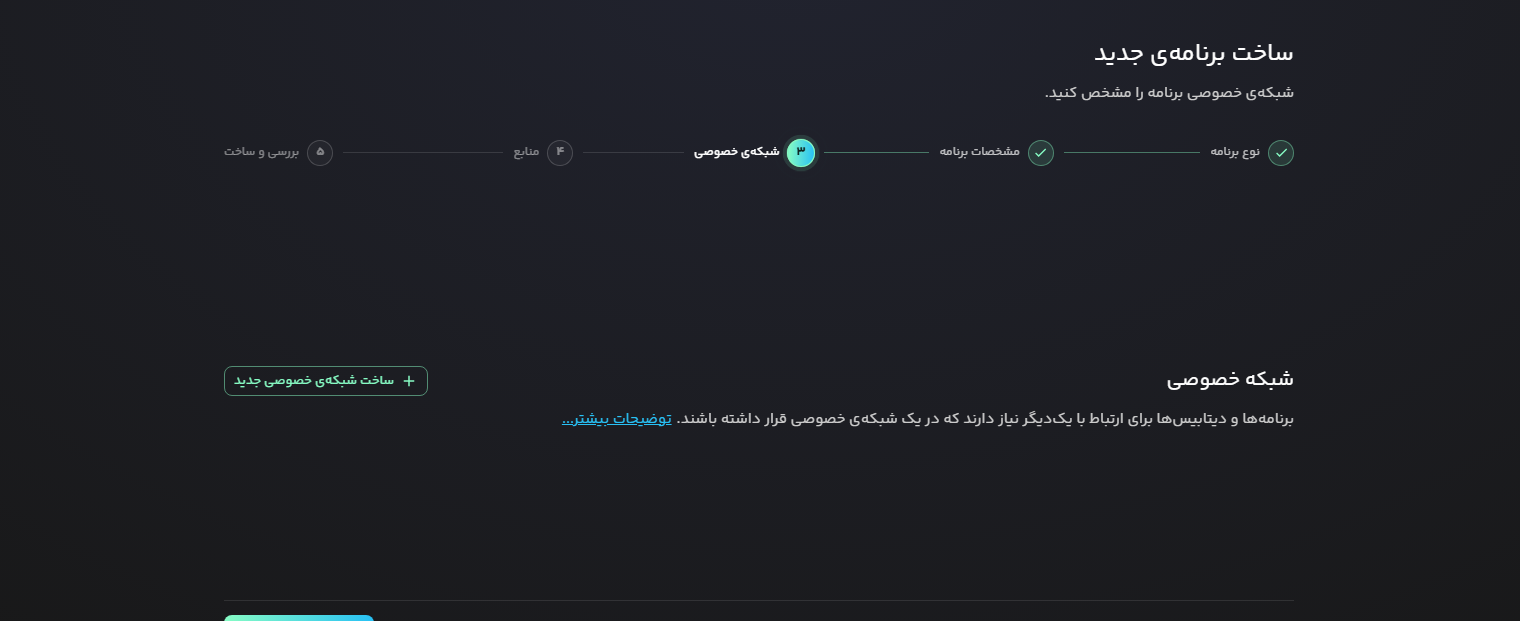 ساخت برنامه‌ی جدید
شبکه‌ی خصوصی برنامه را مشخص کنید.
نوع برنامه
مشخصات برنامه
۳ شبکه‌ی خصوصی
۴ منابع
۵ بررسی و ساخت
شبکه خصوصی
+ ساخت شبکه‌ی خصوصی جدید
برنامه‌ها و دیتابیس‌ها برای ارتباط با یک‌دیگر نیاز دارند که در یک شبکه‌ی خصوصی قرار داشته باشند. توضیحات بیشتر...